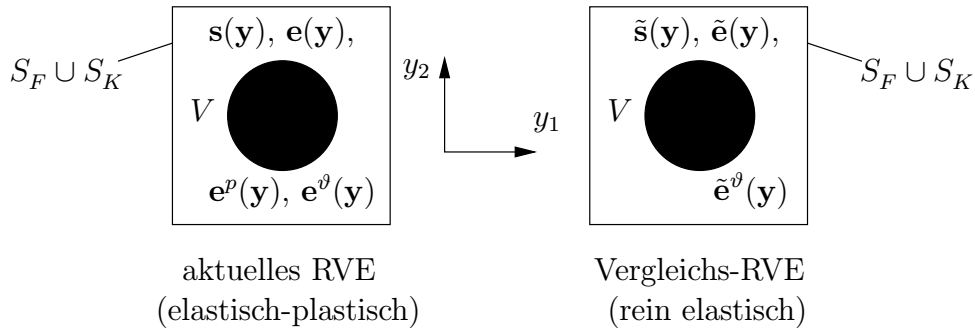 s(y), e(y),
S_F ∪ S_K
V
e^p(y), e^ϑ(y)
aktuelles RVE
(elastisch-plastisch)
y_2
y_1
s̃(y), ẽ(y),
S_F ∪ S_K
V
ẽ^ϑ(y)
Vergleichs-RVE
(rein elastisch)